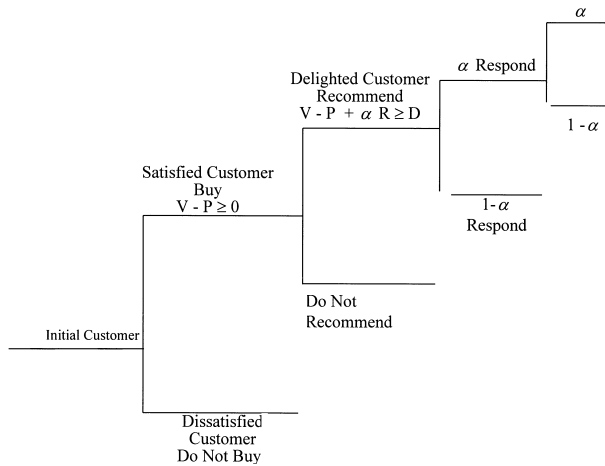 α
α Respond
1 - α
Delighted Customer
Recommend
V - P + α R ≥ D
1-α
Respond
Satisfied Customer
Buy
V - P ≥ 0
Do Not
Recommend
Initial Customer
Dissatisfied
Customer
Do Not Buy